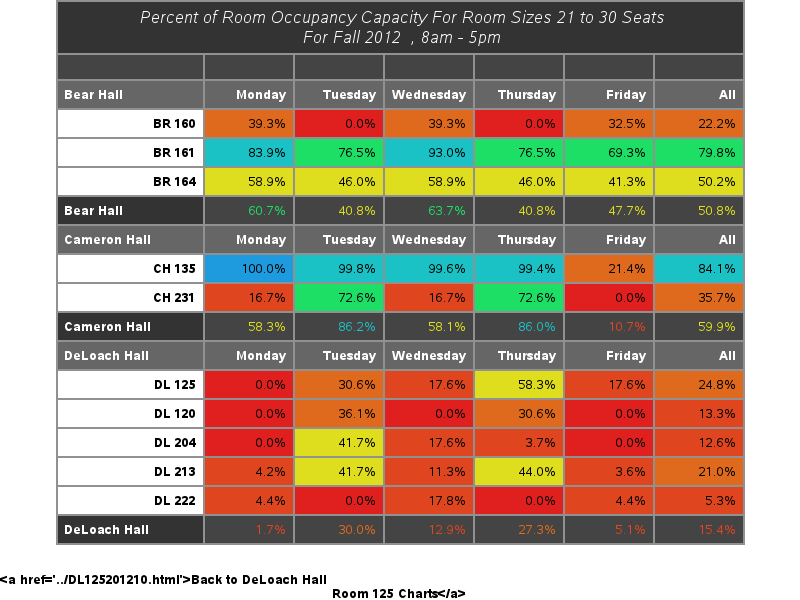 Percent of Room Occupancy Capacity For Room Sizes 21 to 30 Seats
For Fall 2012 , 8am - 5pm
Bear Hall Monday Tuesday Wednesday Thursday Friday All
BR 160 39.3% 0.0% 39.3% 0.0% 32.5% 22.2%
BR 161 83.9% 76.5% 93.0% 76.5% 69.3% 79.8%
BR 164 58.9% 46.0% 58.9% 46.0% 41.3% 50.2%
Bear Hall 60.7% 40.8% 63.7% 40.8% 47.7% 50.8%
Cameron Hall Monday Tuesday Wednesday Thursday Friday All
CH 135 100.0% 99.8% 99.6% 99.4% 21.4% 84.1%
CH 231 16.7% 72.6% 16.7% 72.6% 0.0% 35.7%
Cameron Hall 58.3% 86.2% 58.1% 86.0% 10.7% 59.9%
DeLoach Hall Monday Tuesday Wednesday Thursday Friday All
DL 125 0.0% 30.6% 17.6% 58.3% 17.6% 24.8%
DL 120 0.0% 36.1% 0.0% 30.6% 0.0% 13.3%
DL 204 0.0% 41.7% 17.6% 3.7% 0.0% 12.6%
DL 213 4.2% 41.7% 11.3% 44.0% 3.6% 21.0%
DL 222 4.4% 0.0% 17.8% 0.0% 4.4% 5.3%
DeLoach Hall 1.7% 30.0% 12.9% 27.3% 5.1% 15.4%
<a href='../DL125201210.html'>Back to DeLoach Hall
Room 125 Charts</a>